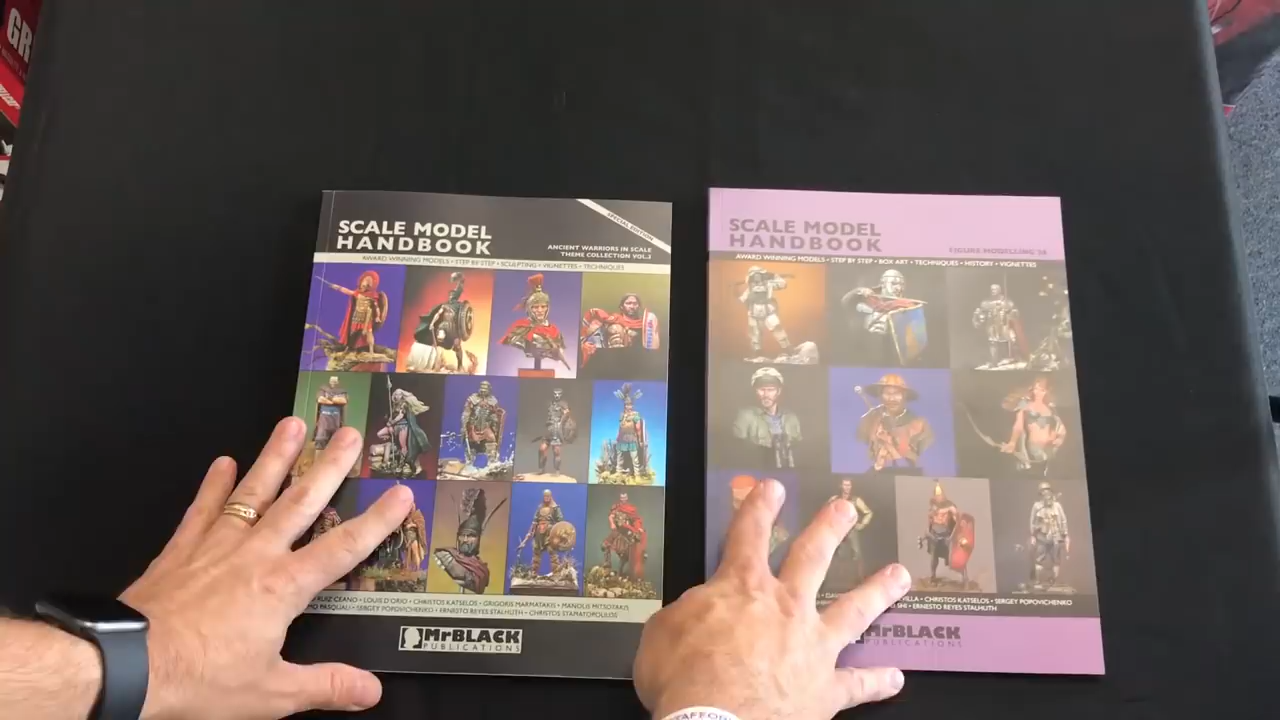 GR
SCALE MODEL
HANDBOOK
SPECIAL EDITION
ANCIENT WARRIORS IN SCALE
THEME COLLECTION VOL.2
AWARD WINNING MODELS • STEP BY STEP • SCULPTING • VIGNETTES • TECHNIQUES
RUIZ CEANO • LOUIS D'ORIO • CHRISTOS KATSELOS • GRIGORIS MARMATAKIS • MANOLIS MITSOTAKIS
PASQUALI • SERGEY POPOVICHENKO • ERNESTO REYES STALHUTH • CHRISTOS STAMATOPOULOS
MRBLACK
PUBLICATIONS
SCALE MODEL
HANDBOOK
FIGURE MODELLING
AWARD WINNING MODELS • STEP BY STEP • BOX ART • TECHNIQUES • HISTORY • VIGNETTES
VILLA • CHRISTOS KATSELOS • SERGEY POPOVICHENKO
SHI • ERNESTO REYES STALHUTH
MRBLACK
PUBLICATIONS